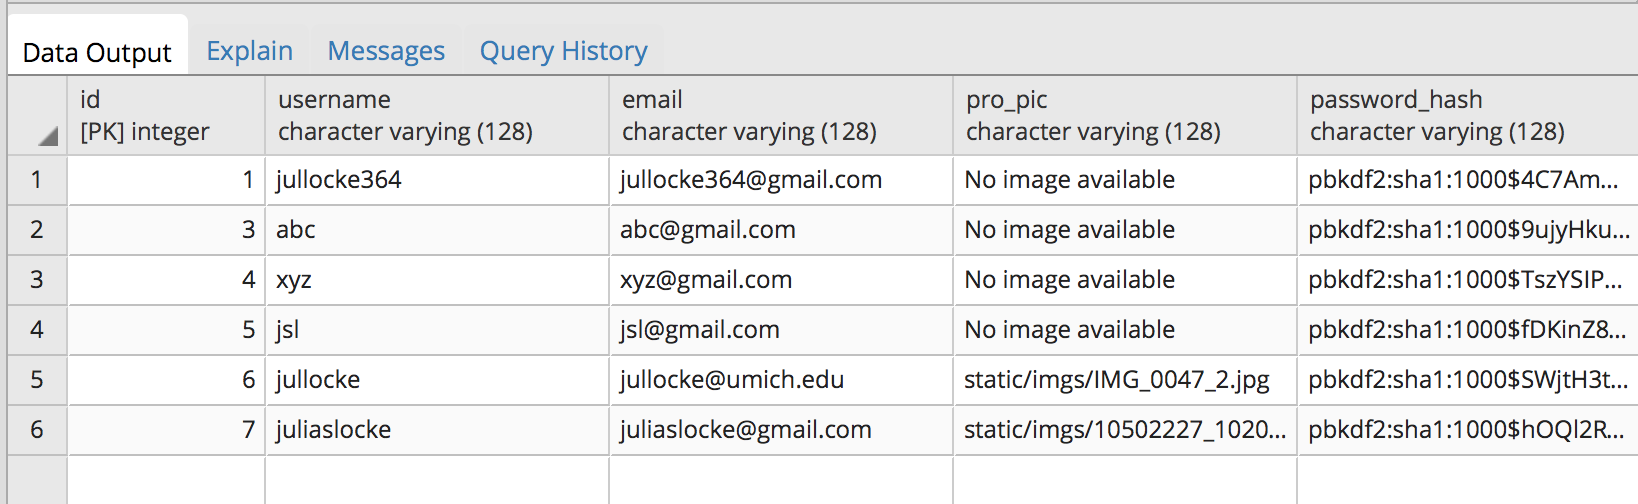 Data Output Explain Messages Query History
id username email pro_pic password_hash
[PK] integer character varying (128) character varying (128) character varying (128) character varying (128)
1 1 jullocke364 jullocke364@gmail.com No image available pbkdf2:sha1:1000$4C7Am...
2 3 abc abc@gmail.com No image available pbkdf2:sha1:1000$9ujyHku...
3 4 xyz xyz@gmail.com No image available pbkdf2:sha1:1000$TszYSIP...
4 5 jsl jsl@gmail.com No image available pbkdf2:sha1:1000$fDKinZ8...
5 6 jullocke jullocke@umich.edu static/imgs/IMG_0047_2.jpg pbkdf2:sha1:1000$SWjtH3t...
6 7 juliaslocke juliaslocke@gmail.com static/imgs/10502227_1020... pbkdf2:sha1:1000$hOQl2R...